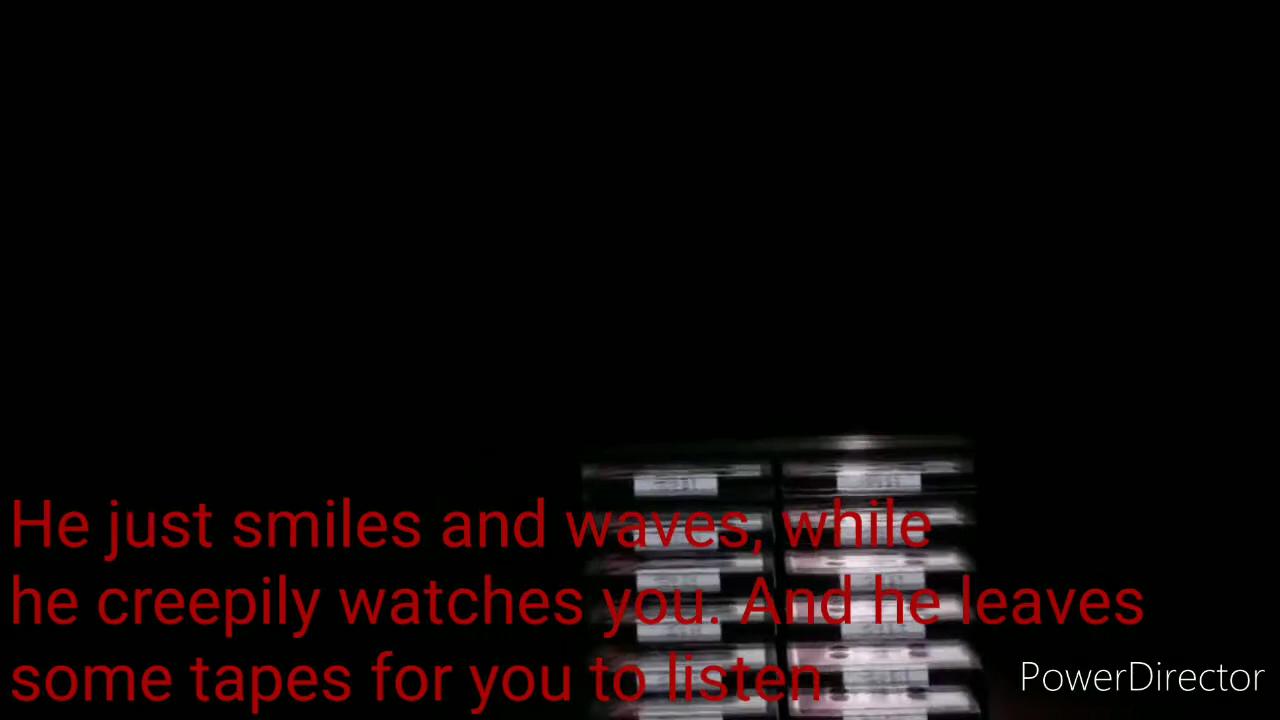 He just smiles and waves, while
he creepily watches you. And he leaves
some tapes for you to listen.
PowerDirector